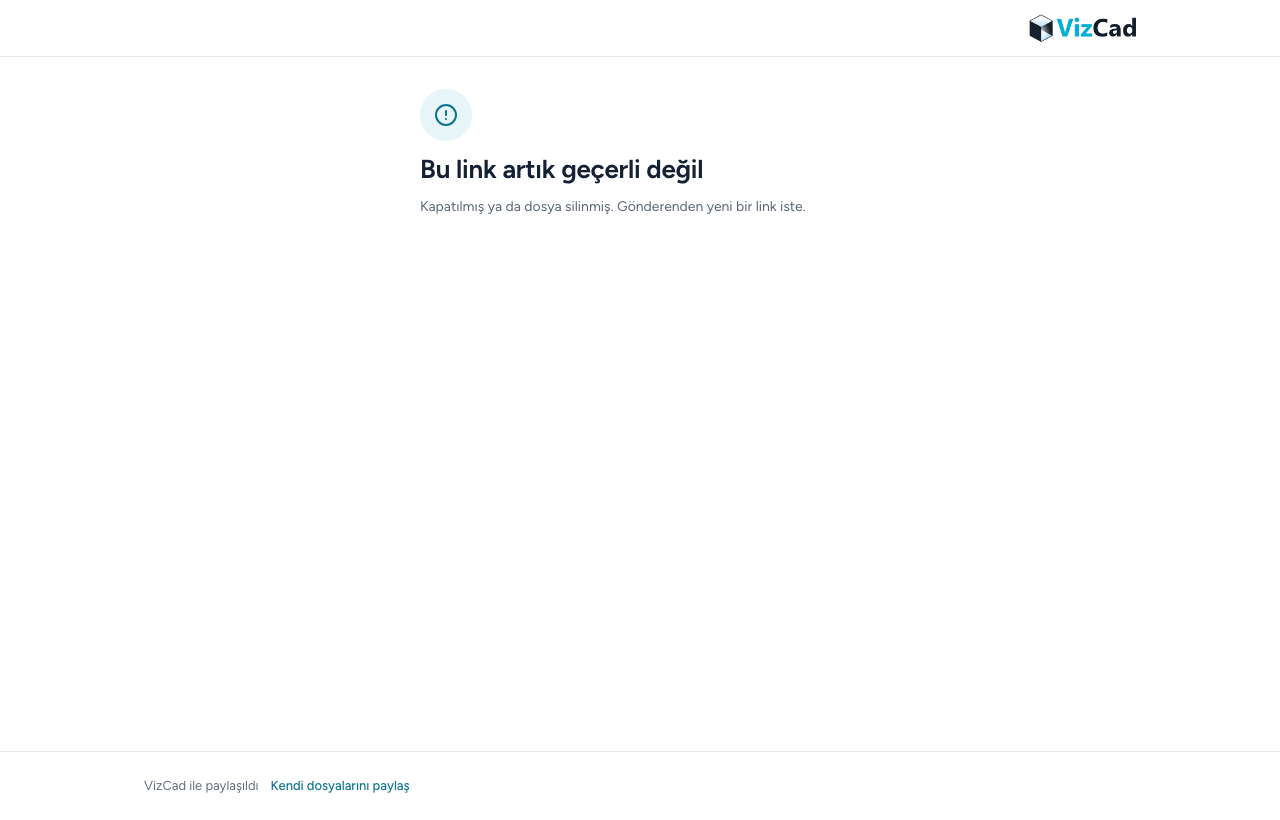 VizCad
Bu link artık geçerli değil
Kapatılmış ya da dosya silinmiş. Gönderenden yeni bir link iste.
VizCad ile paylaşıldı Kendi dosyalarını paylaş